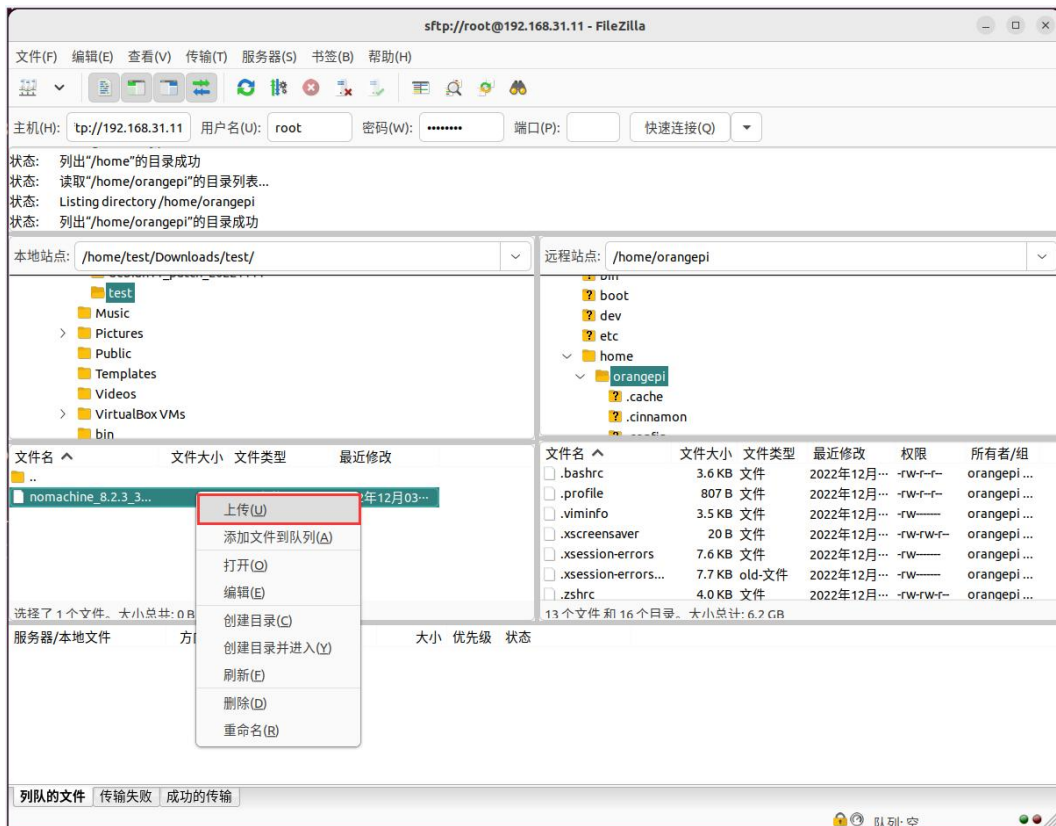 sftp://root@192.168.31.11 - FileZilla
文件(F) 编辑(E) 查看(V) 传输(T) 服务器(S) 书签(B) 帮助(H)
主机(H): tp://192.168.31.11 用户名(U): root 密码(W): •••••••• 端口(P): 快速连接(Q)
状态: 列出"/home"的目录成功
状态: 读取"/home/orangepi"的目录列表...
状态: Listing directory /home/orangepi
状态: 列出"/home/orangepi"的目录成功
本地站点: /home/test/Downloads/test/
test
Music
Pictures
Public
Templates
Videos
VirtualBox VMs
bin
远程站点: /home/orangepi
bin
boot
dev
etc
home
orangepi
.cache
.cinnamon
文件名 文件大小 文件类型 最近修改
..
nomachine_8.2.3_3... 年12月03···
选择了 1 个文件。大小总共: 0 B
上传(U)
添加文件到队列(A)
打开(O)
编辑(E)
创建目录(C)
创建目录并进入(Y)
刷新(F)
删除(D)
重命名(R)
文件名 文件大小 文件类型 最近修改 权限 所有者/组
.bashrc 3.6 KB 文件 2022年12月··· -rw-r--r-- orangepi ...
.profile 807 B 文件 2022年12月··· -rw-r--r-- orangepi ...
.viminfo 3.5 KB 文件 2022年12月··· -rw------- orangepi ...
.xscreensaver 20 B 文件 2022年12月··· -rw-rw-r-- orangepi ...
.xsession-errors 7.6 KB 文件 2022年12月··· -rw------- orangepi ...
.xsession-errors... 7.7 KB old-文件 2022年12月··· -rw------- orangepi ...
.zshrc 4.0 KB 文件 2022年12月··· -rw-rw-r-- orangepi ...
13 个文件 和 16 个目录。大小总计: 6.2 GB
服务器/本地文件 方 大小 优先级 状态
列队的文件 传输失败 成功的传输
队列: 空